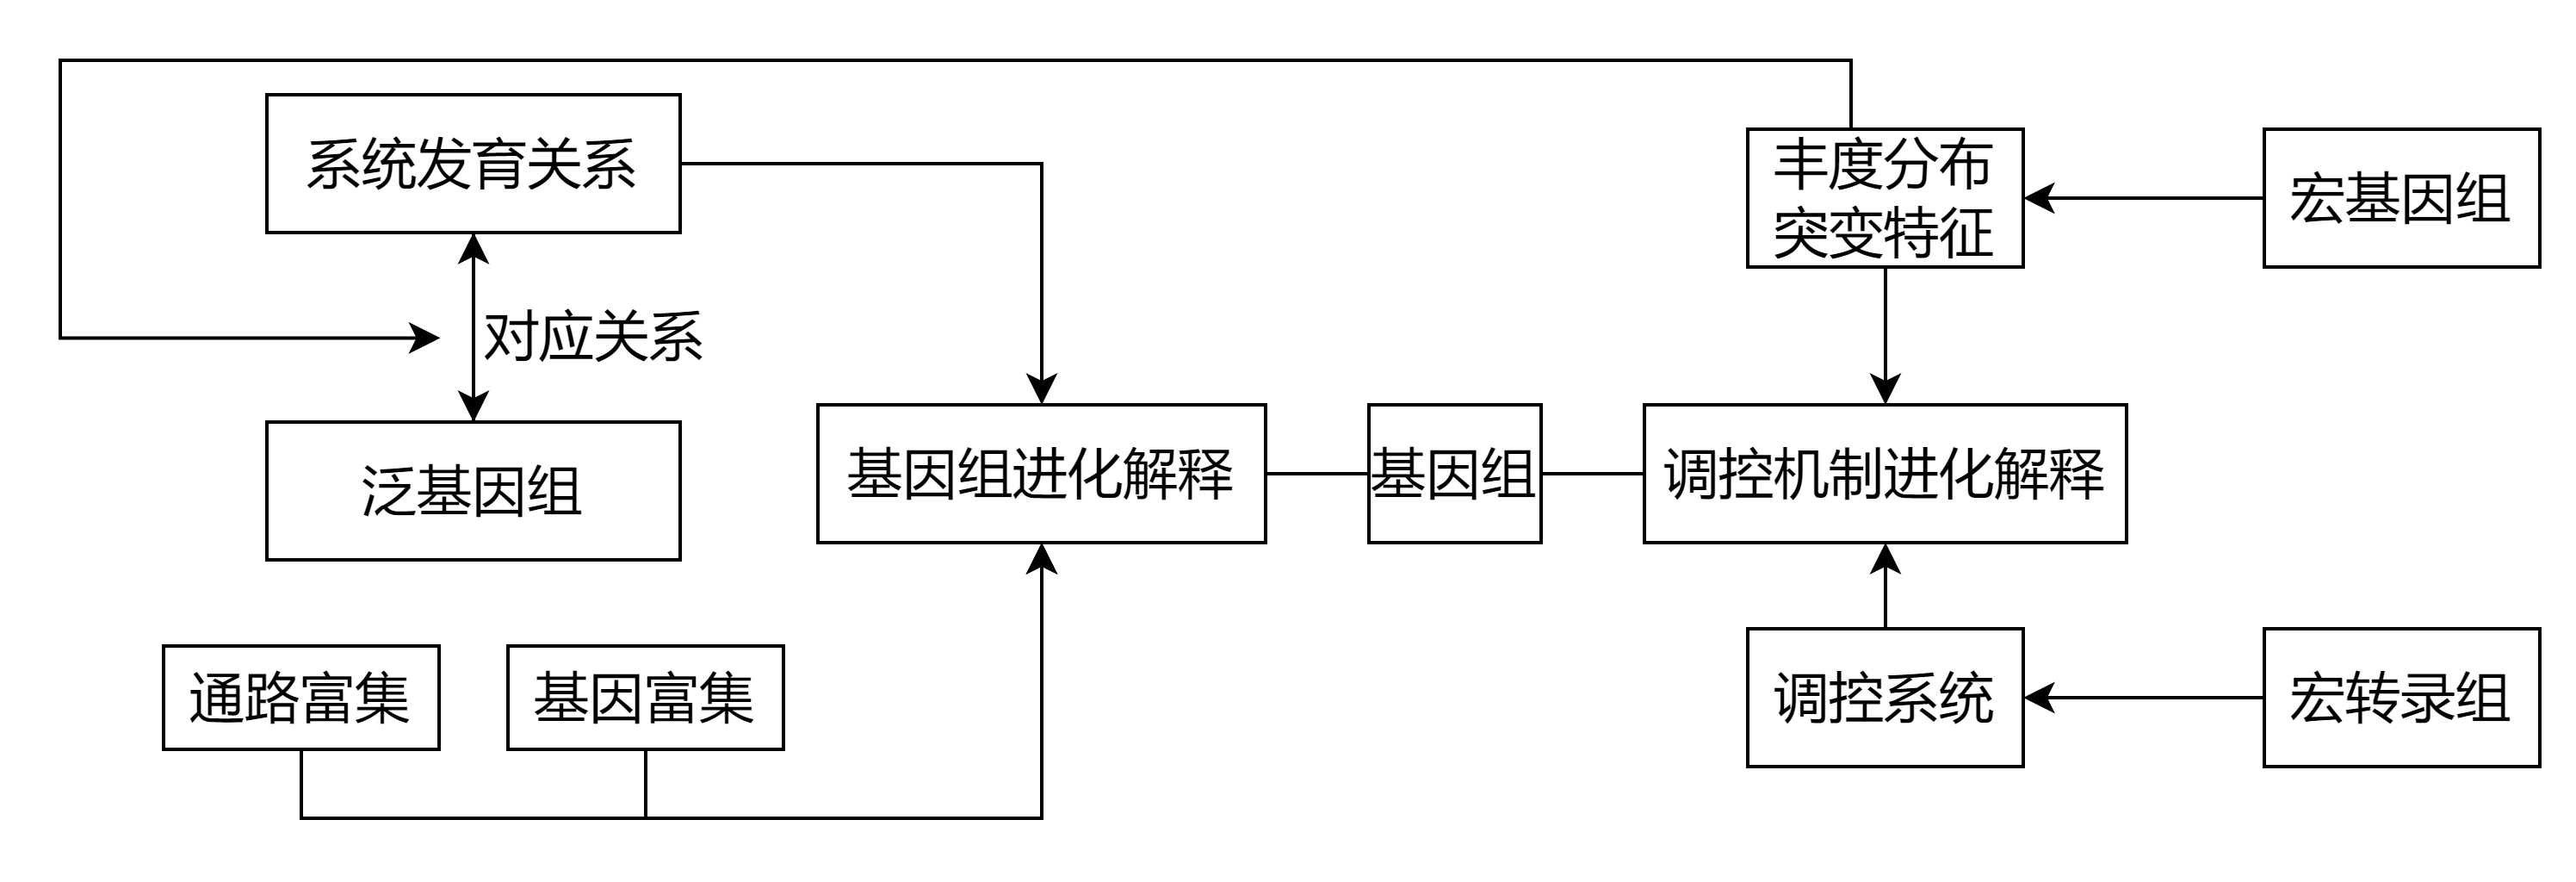 系统发育关系
丰度分布
突变特征
宏基因组
对应关系
泛基因组
基因组进化解释
基因组
调控机制进化解释
通路富集
基因富集
调控系统
宏转录组